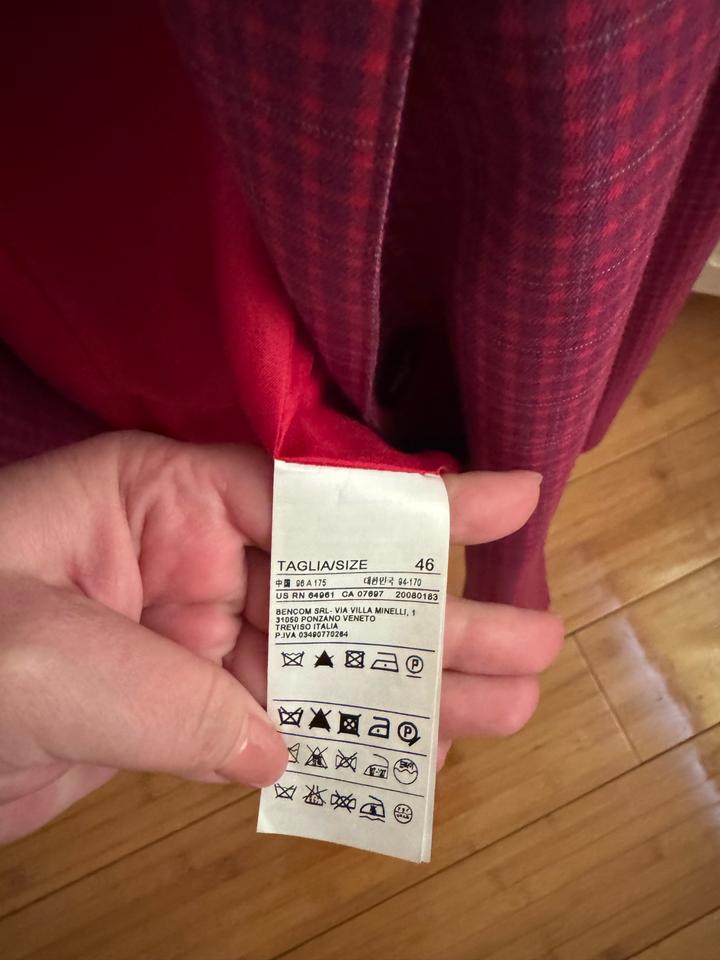 TAGLIA/SIZE 46
中国 96 A 175 대한민국 94-170
US RN 64961 CA 07697 20080183
BENCOM SRL- VIA VILLA MINELLI, 1
31050 PONZANO VENETO
TREVISO ITALIA
P.IVA 03490770264
P
P